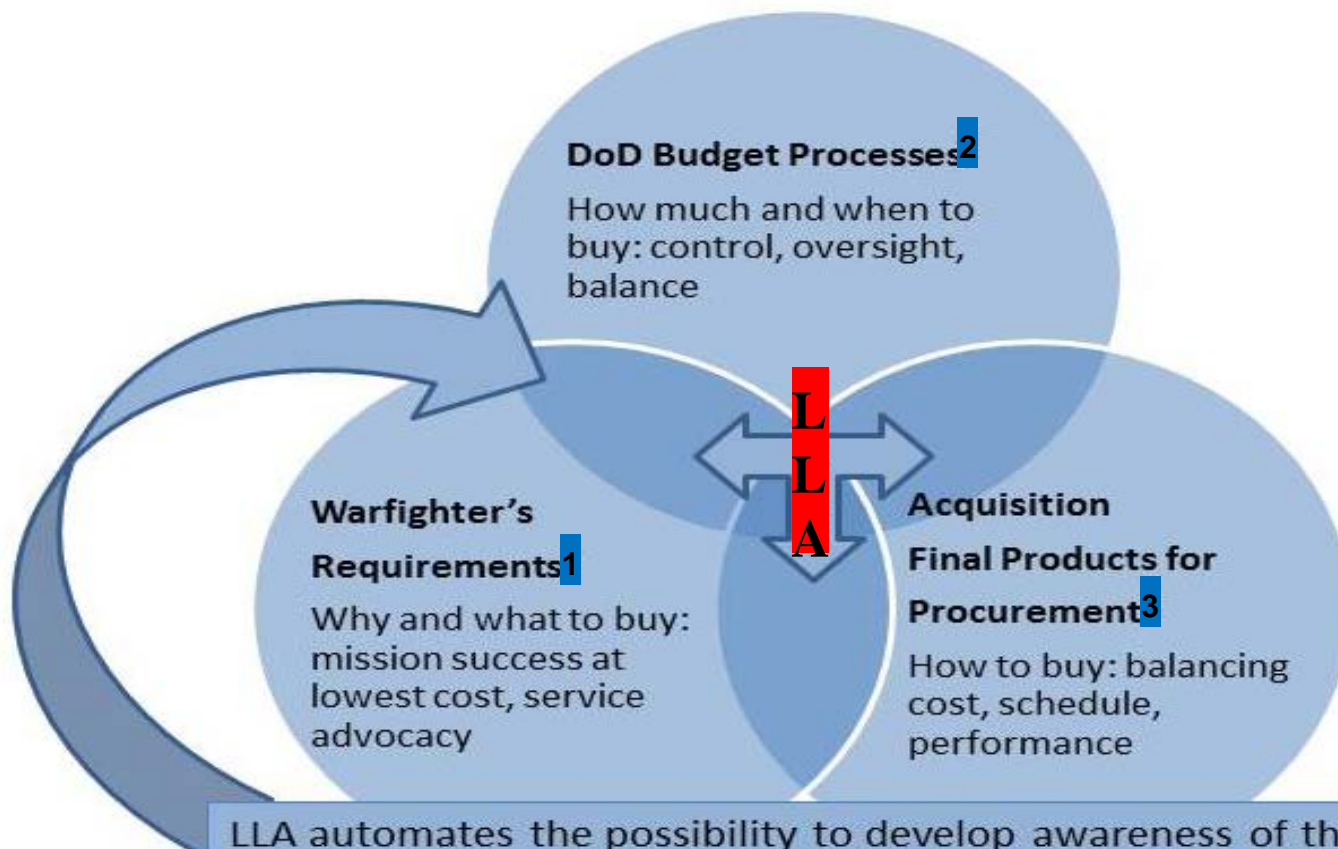 DoD Budget Processes2
How much and when to
buy: control, oversight,
balance
L
L
A
Warfighter’s
Requirements1
Why and what to buy:
mission success at
lowest cost, service
advocacy
Acquisition
Final Products for
Procurement3
How to buy: balancing
cost, schedule,
performance
LLA automates the possibility to develop awareness of th